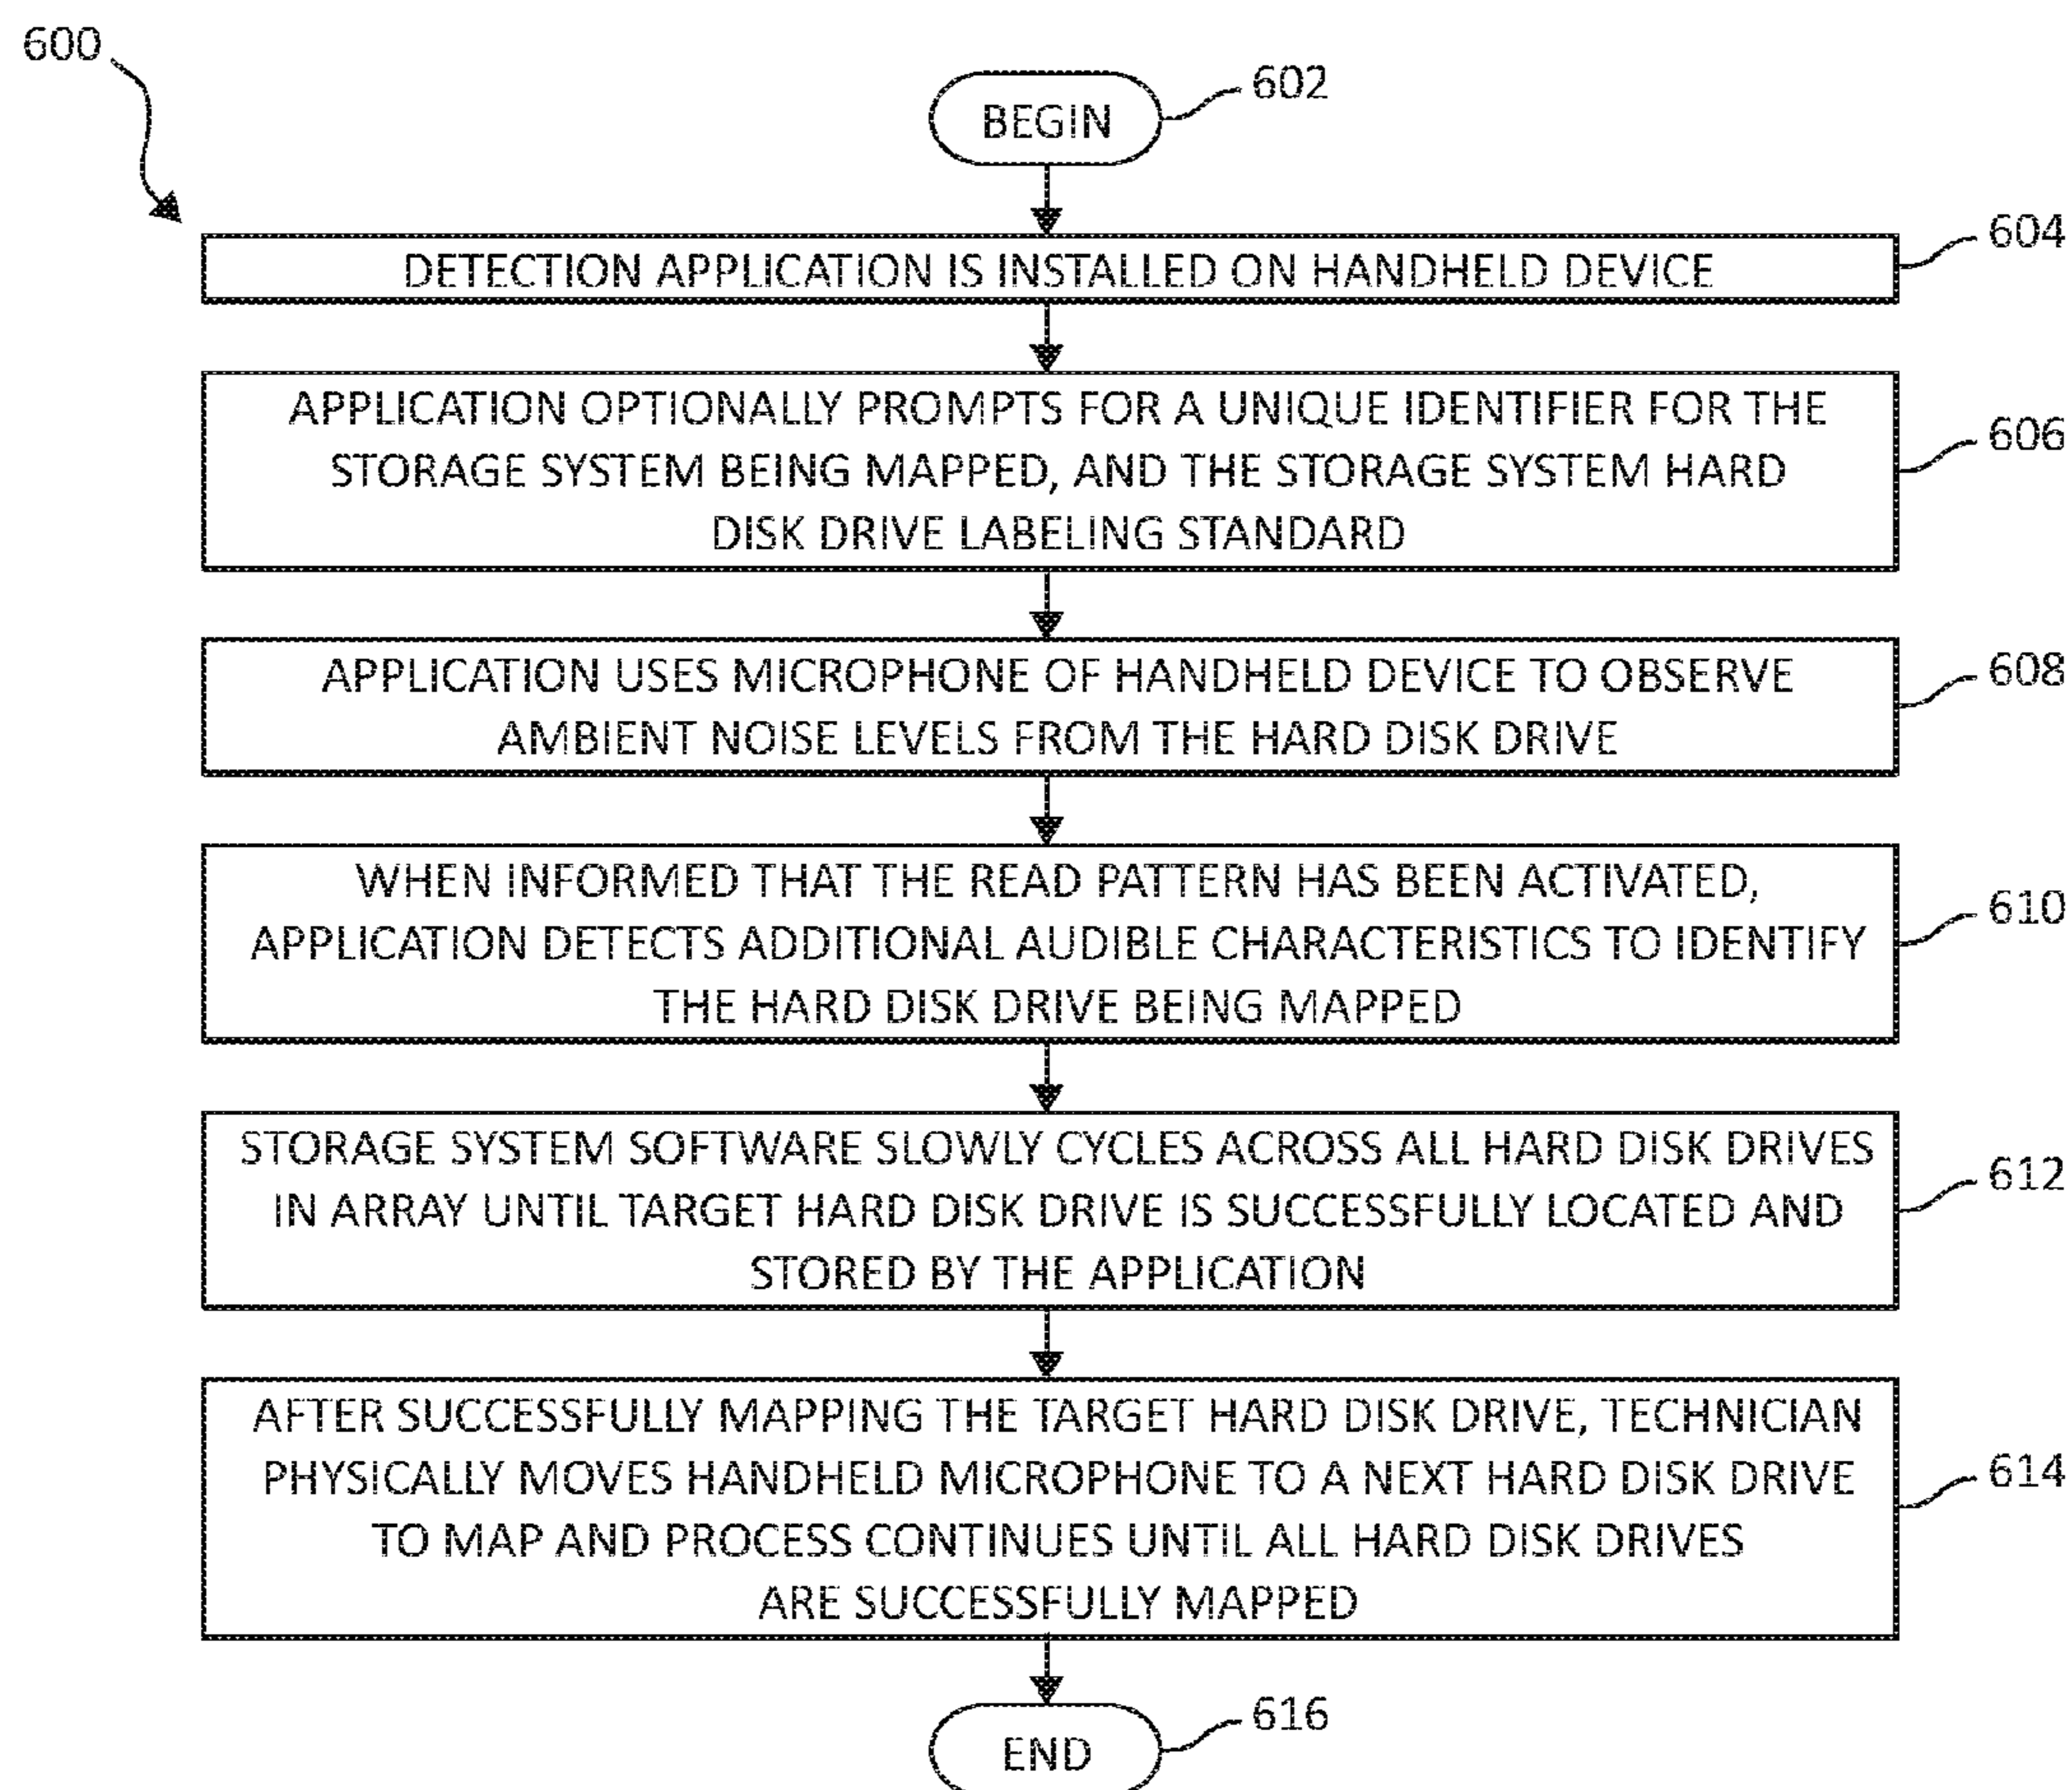 600
BEGIN
602
DETECTION APPLICATION IS INSTALLED ON HANDHELD DEVICE
604
APPLICATION OPTIONALLY PROMPTS FOR A UNIQUE IDENTIFIER FOR THE
STORAGE SYSTEM BEING MAPPED, AND THE STORAGE SYSTEM HARD
DISK DRIVE LABELING STANDARD
606
APPLICATION USES MICROPHONE OF HANDHELD DEVICE TO OBSERVE
AMBIENT NOISE LEVELS FROM THE HARD DISK DRIVE
608
WHEN INFORMED THAT THE READ PATTERN HAS BEEN ACTIVATED,
APPLICATION DETECTS ADDITIONAL AUDIBLE CHARACTERISTICS TO IDENTIFY
THE HARD DISK DRIVE BEING MAPPED
610
STORAGE SYSTEM SOFTWARE SLOWLY CYCLES ACROSS ALL HARD DISK DRIVES
IN ARRAY UNTIL TARGET HARD DISK DRIVE IS SUCCESSFULLY LOCATED AND
STORED BY THE APPLICATION
612
AFTER SUCCESSFULLY MAPPING THE TARGET HARD DISK DRIVE, TECHNICIAN
PHYSICALLY MOVES HANDHELD MICROPHONE TO A NEXT HARD DISK DRIVE
TO MAP AND PROCESS CONTINUES UNTIL ALL HARD DISK DRIVES
ARE SUCCESSFULLY MAPPED
614
END
616